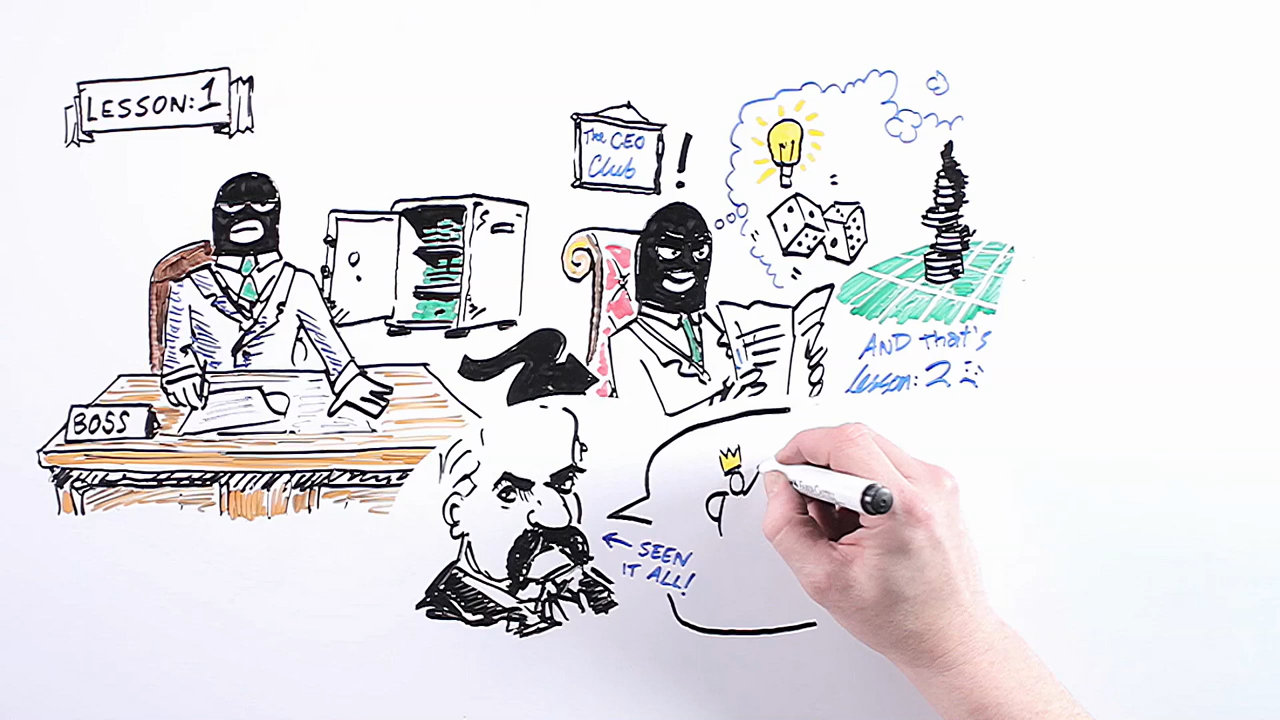 LESSON: 1
The CEO
Club
!
BOSS
AND that's
lesson: 2
← SEEN
IT ALL!